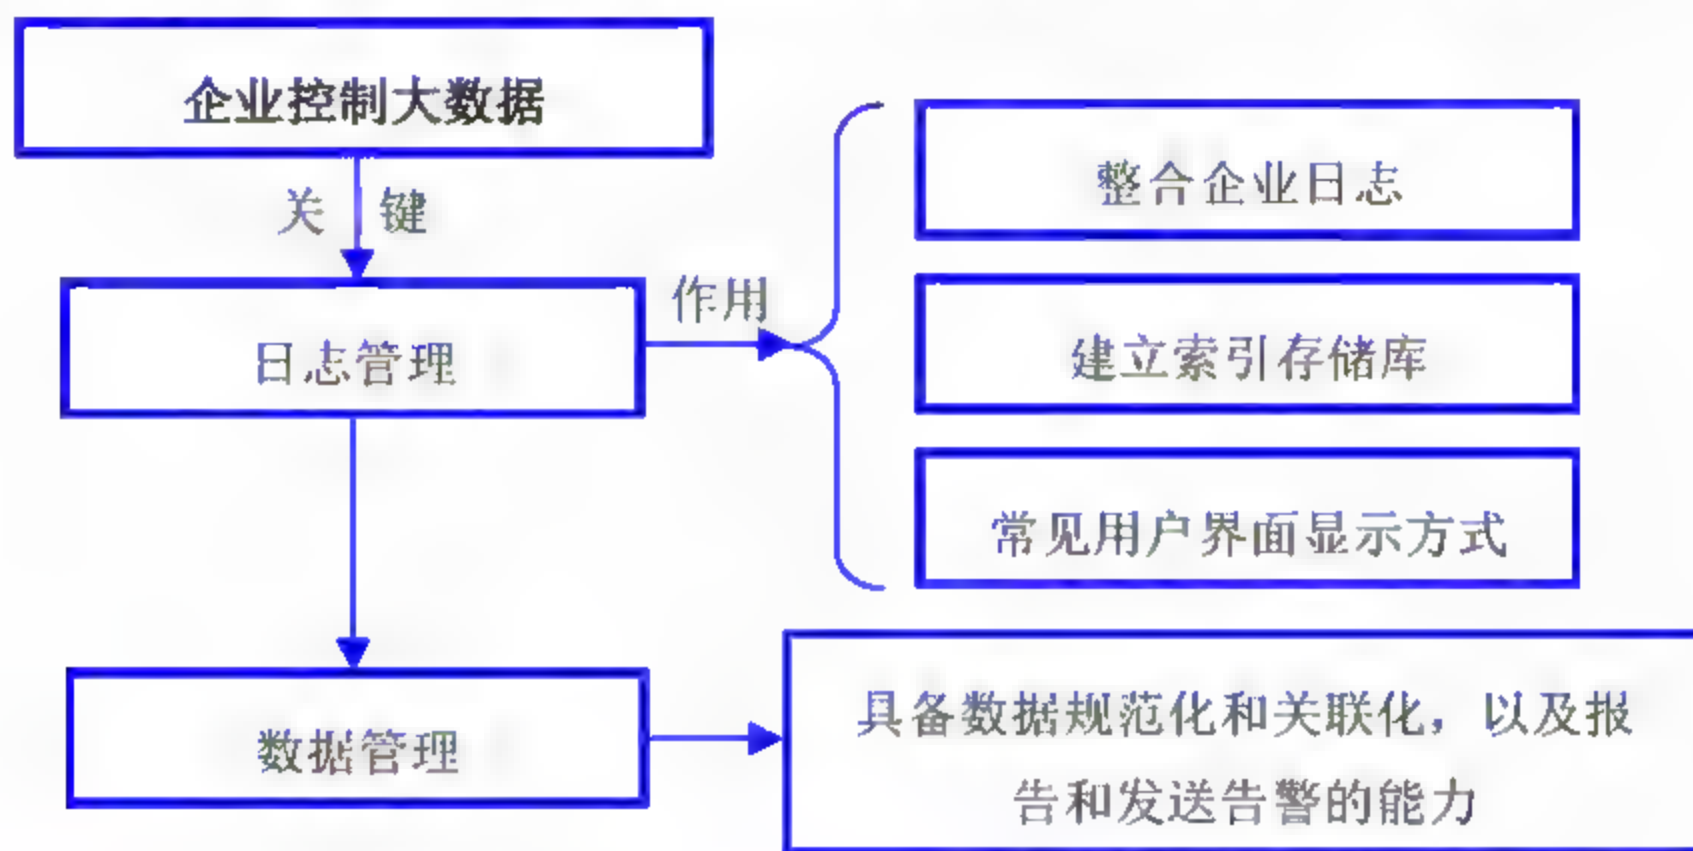 企业控制大数据
关键
日志管理
作用
整合企业日志
建立索引存储库
常见用户界面显示方式
数据管理
具备数据规范化和关联化，以及报
告和发送告警的能力